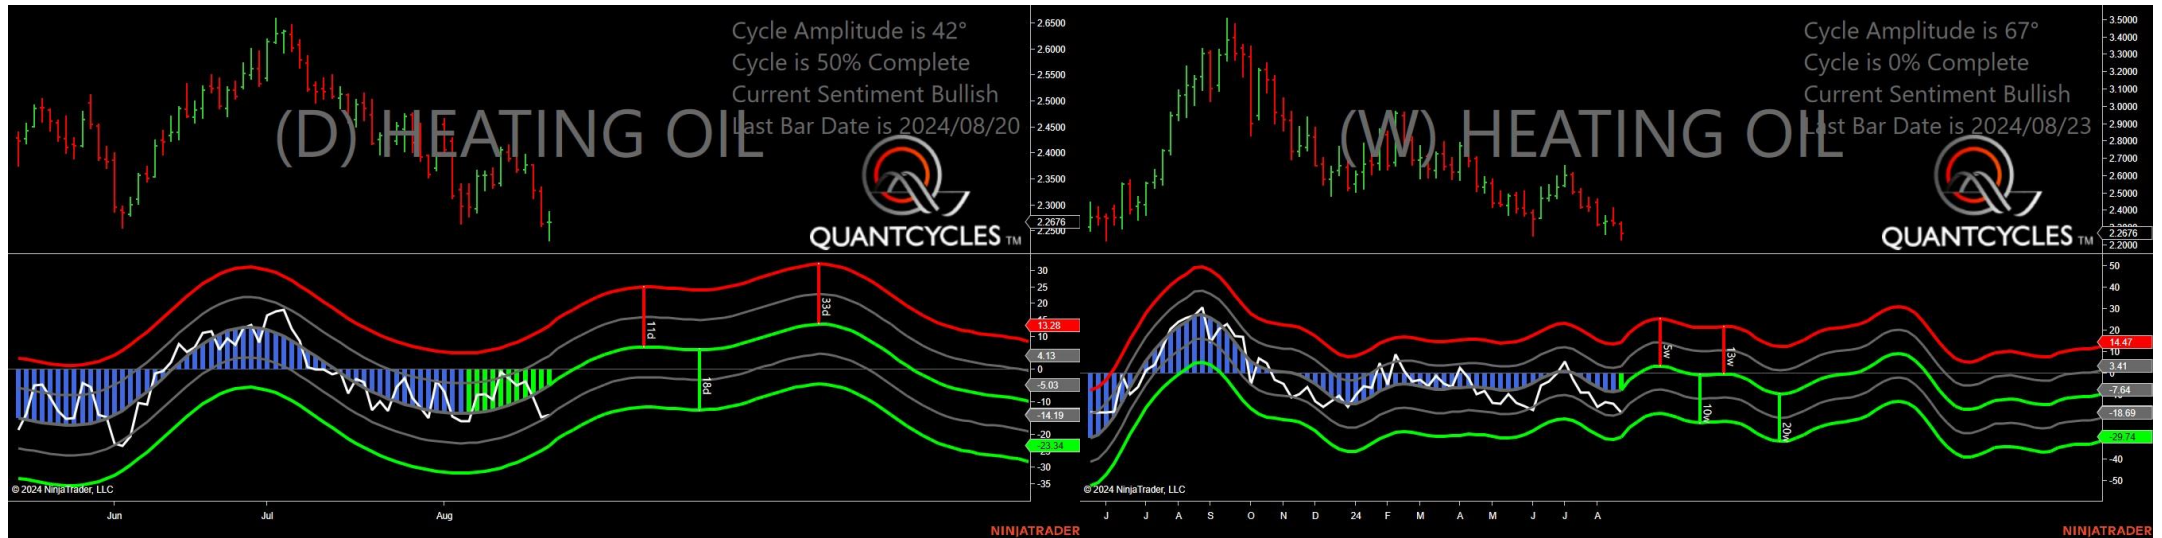 Cycle Amplitude is 42°
Cycle is 50% Complete
Current Sentiment Bullish
Last Bar Date is 2024/08/20
(D) HEATING OIL
QUANTCYCLES TM
2.6500
2.6000
2.5500
2.5000
2.4500
2.4000
2.3500
2.3000
2.2676
2.2500
11d
18d
33d
30
25
20
13.28
10
4.13
0
-5.03
-10
-14.19
-20
-23.34
-30
-35
© 2024 NinjaTrader, LLC
Jun
Jul
Aug
NINJATRADER
Cycle Amplitude is 67°
Cycle is 0% Complete
Current Sentiment Bullish
Last Bar Date is 2024/08/23
(W) HEATING OIL
QUANTCYCLES TM
3.5000
3.4000
3.2000
3.1000
3.0000
2.9000
2.8000
2.7000
2.6000
2.5000
2.4000
2.2676
2.2000
5w
10w
13w
20w
50
40
30
20
14.47
10
3.41
0
-7.64
-18.69
-29.74
-40
-50
© 2024 NinjaTrader, LLC
J J A S O N D 24 F M A M J J A
NINJATRADER